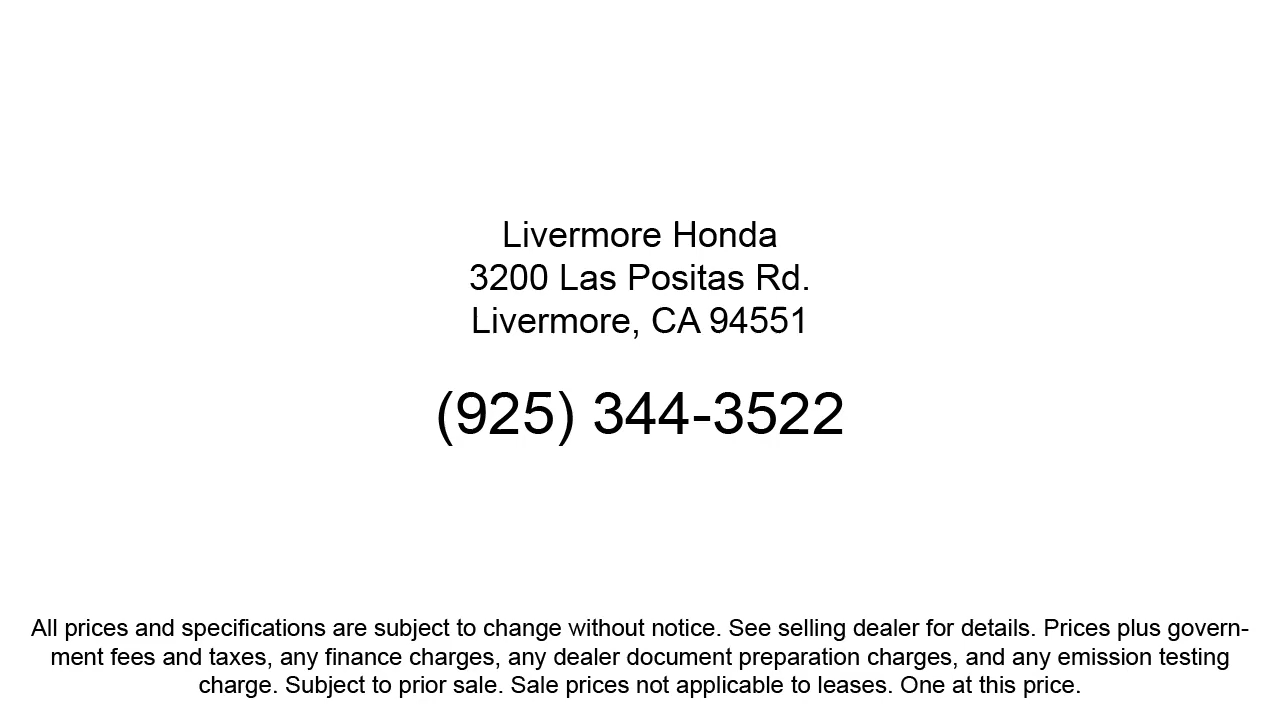 Livermore Honda
3200 Las Positas Rd.
Livermore, CA 94551
(925) 344-3522
All prices and specifications are subject to change without notice. See selling dealer for details. Prices plus govern-
ment fees and taxes, any finance charges, any dealer document preparation charges, and any emission testing
charge. Subject to prior sale. Sale prices not applicable to leases. One at this price.